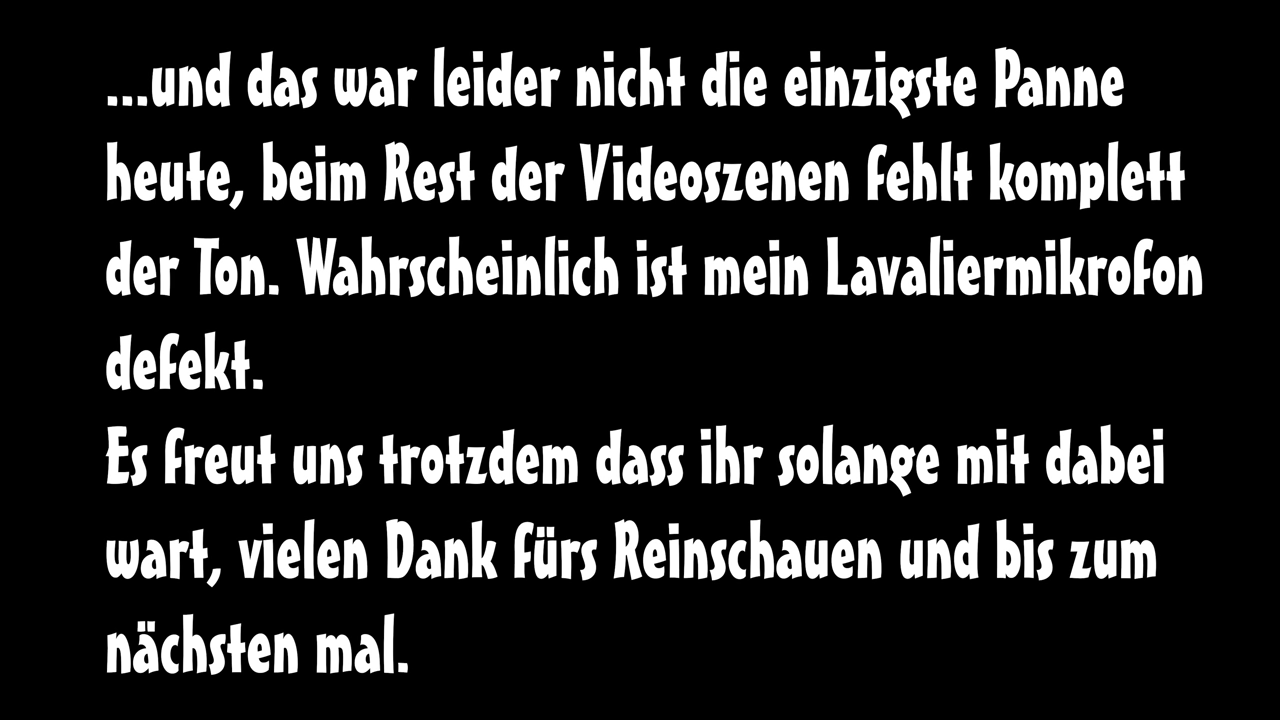 ...und das war leider nicht die einzigste Panne
heute, beim Rest der Videoszenen fehlt komplett
der Ton. Wahrscheinlich ist mein Lavaliermikrofon
defekt.
Es freut uns trotzdem dass ihr solange mit dabei
wart, vielen Dank fürs Reinschauen und bis zum
nächsten mal.